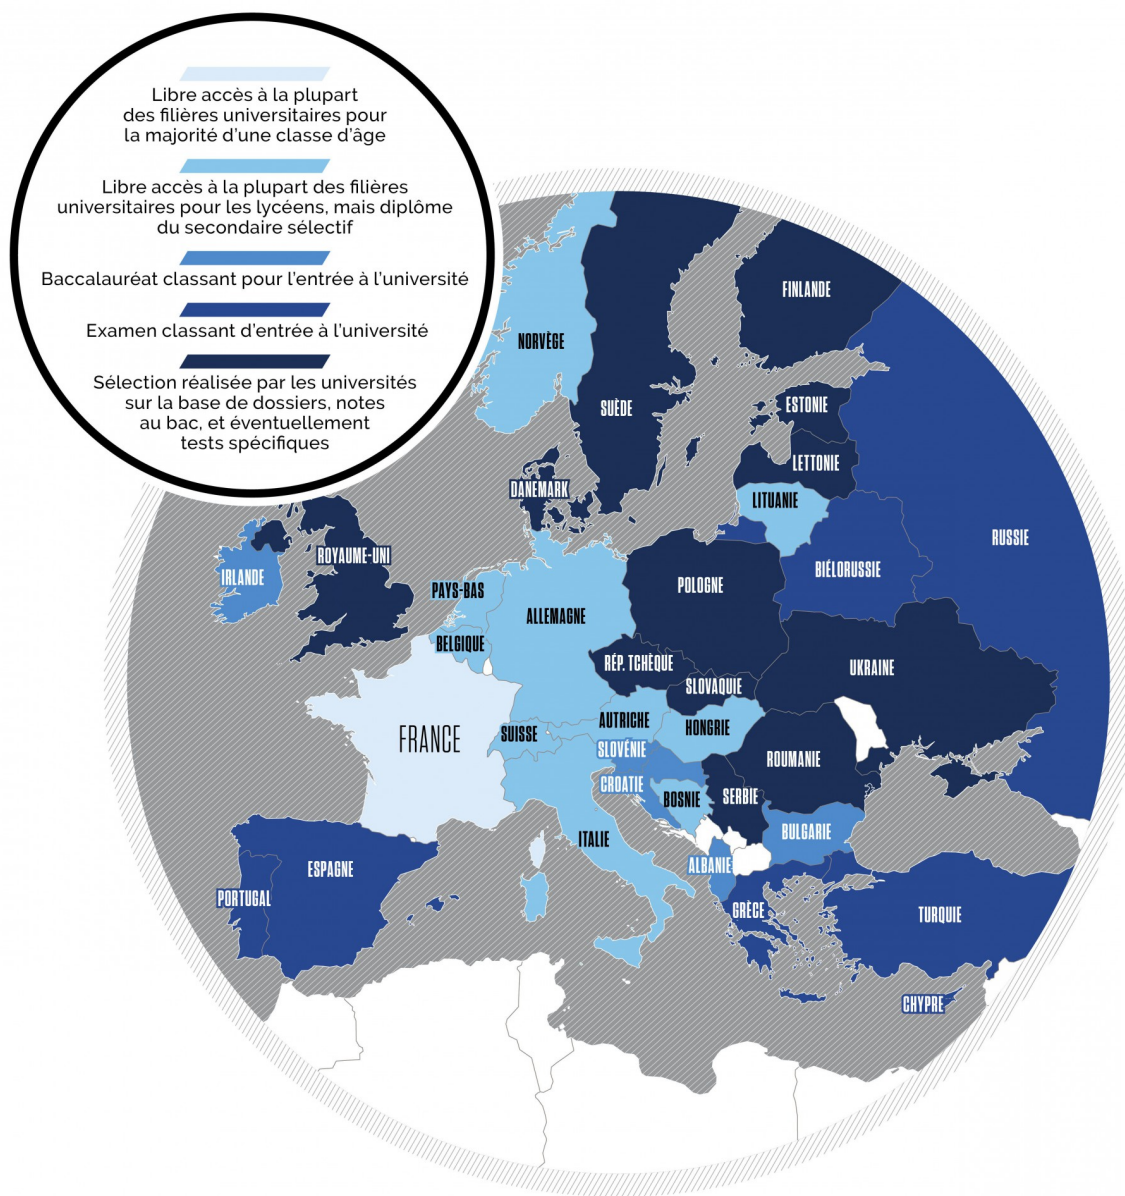 Libre accès à la plupart
des filières universitaires pour
la majorité d'une classe d'âge
Libre accès à la plupart des filières
universitaires pour les lycéens, mais diplôme
du secondaire sélectif
Baccalauréat classant pour l'entrée à l'université
Examen classant d'entrée à l'université
Sélection réalisée par les universités
sur la base de dossiers, notes
au bac, et éventuellement
tests spécifiques
FINLANDE
NORVÈGE
SUÈDE
ESTONIE
LETTONIE
DANEMARK
LITUANIE
RUSSIE
ROYAUME-UNI
BIÉLORUSSIE
IRLANDE
PAYS-BAS
POLOGNE
ALLEMAGNE
BELGIQUE
RÉP. TCHÈQUE
UKRAINE
SLOVAQUIE
AUTRICHE
HONGRIE
SUISSE
FRANCE
SLOVÉNIE
ROUMANIE
CROATIE
BOSNIE
SERBIE
BULGARIE
ITALIE
ALBANIE
ESPAGNE
PORTUGAL
GRÈCE
TURQUIE
CHYPRE